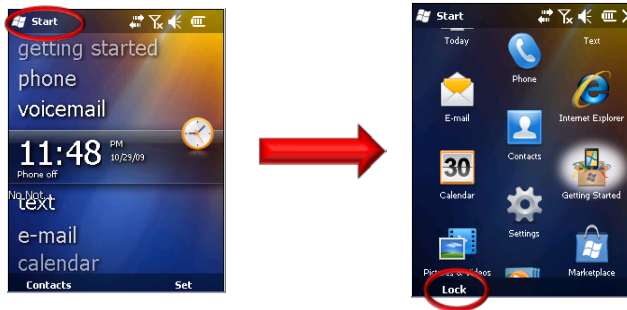 Start
getting started
phone
voicemail
11:48 PM
10/29/09
Phone off
No Not
text
e-mail
calendar
Contacts Set
Start
Today Text
Phone
E-mail Internet Explorer
Contacts
30
Calendar Getting Started
Settings
Pictures & Videos Marketplace
Lock